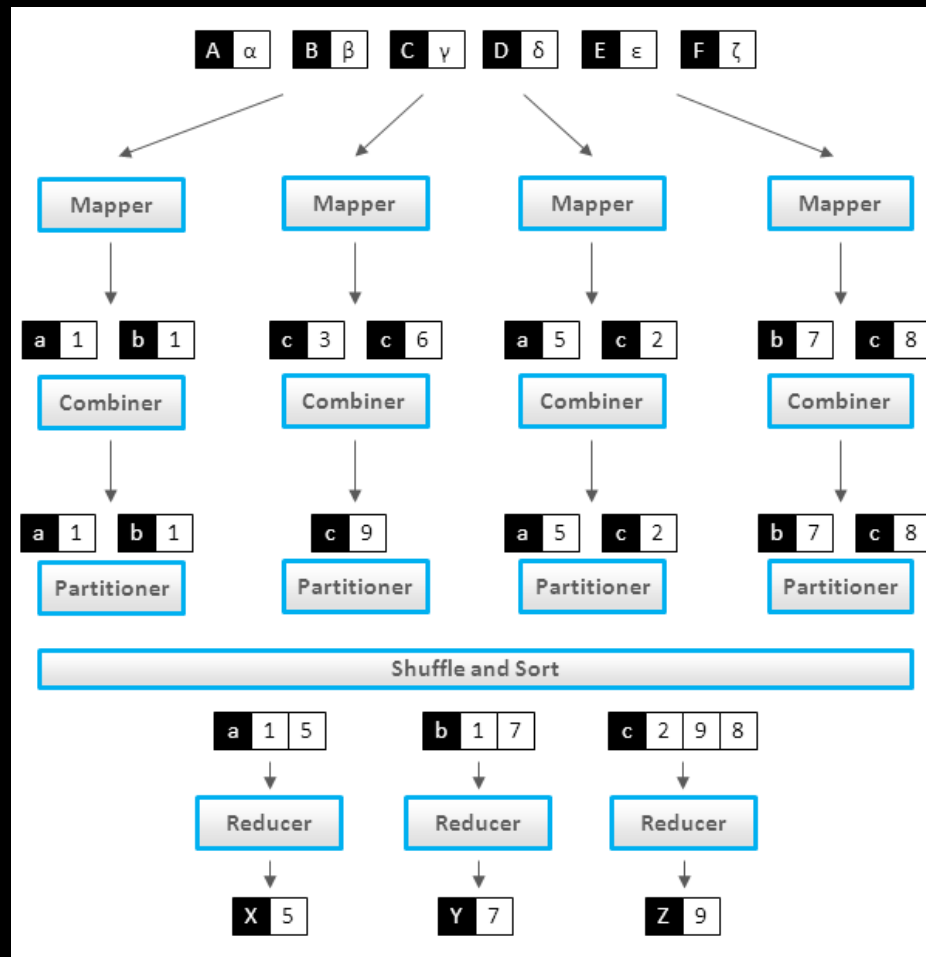 A α B β C γ D δ E ε F ζ
Mapper Mapper Mapper Mapper
a 1 b 1 c 3 c 6 a 5 c 2 b 7 c 8
Combiner Combiner Combiner Combiner
a 1 b 1 c 9 a 5 c 2 b 7 c 8
Partitioner Partitioner Partitioner Partitioner
Shuffle and Sort
a 1 5 b 1 7 c 2 9 8
Reducer Reducer Reducer
X 5 Y 7 Z 9